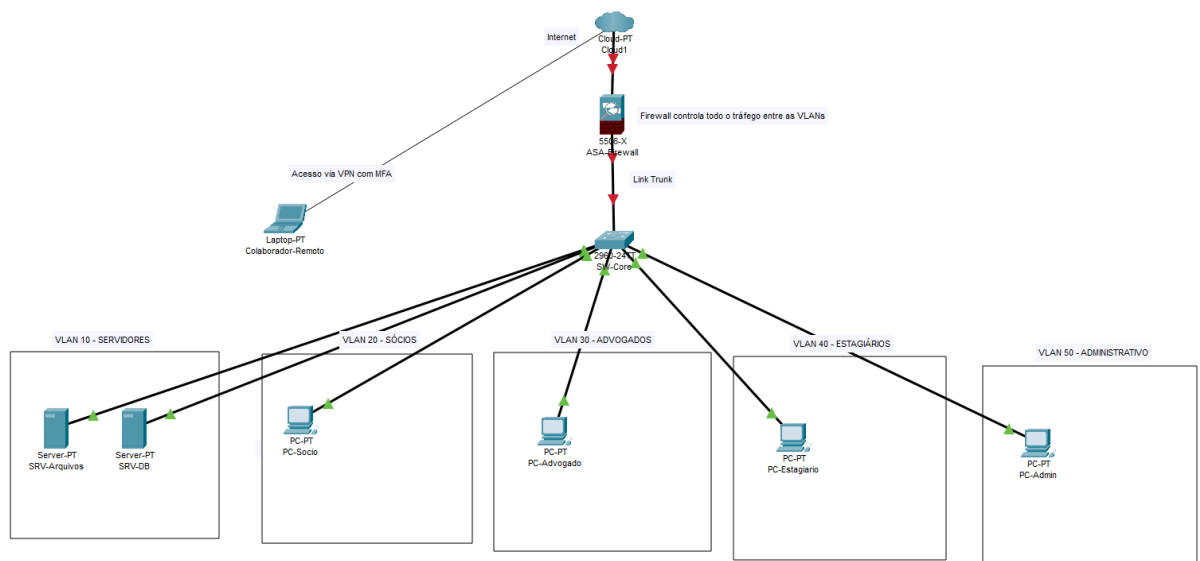 Internet
Cloud-PT
Cloud1
Firewall controla todo o tráfego entre as VLANs
5506-X
ASA-Firewall
Acesso via VPN com MFA
Link Trunk
Laptop-PT
Colaborador-Remoto
2960-24TT
SW-Core
VLAN 10 - SERVIDORES
VLAN 20 - SÓCIOS
VLAN 30 - ADVOGADOS
VLAN 40 - ESTAGIÁRIOS
VLAN 50 - ADMINISTRATIVO
Server-PT
SRV-Arquivos
Server-PT
SRV-DB
PC-PT
PC-Socio
PC-PT
PC-Advogado
PC-PT
PC-Estagiario
PC-PT
PC-Admin